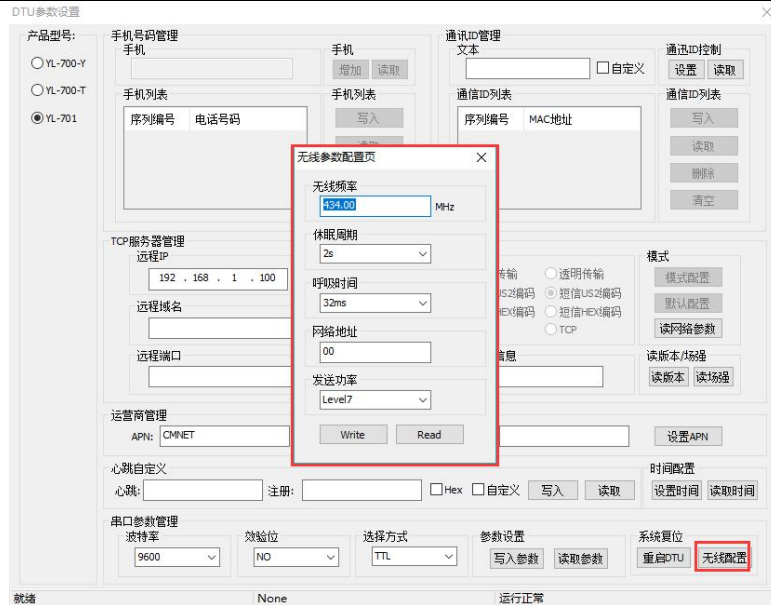 DTU参数设置
产品型号:
YL-700-Y
YL-700-T
YL-701
手机号码管理
手机
手机
增加 读取
手机列表
序列编号 电话号码
手机列表
写入
通讯ID管理
文本
自定义
通迅ID控制
设置 读取
通信ID列表
序列编号 MAC地址
通信ID列表
写入
读取
删除
清空
TCP服务器管理
远程IP
192 . 168 . 1 . 100
远程域名
远程端口
传输 透明传输
US2编码 短信US2编码
HEX编码 短信HEX编码
TCP
信息
模式
模式配置
默认配置
读网络参数
读版本/场强
读版本 读场强
无线参数配置页
无线频率
434.00 MHz
休眠周期
2s
呼吸时间
32ms
网络地址
00
发送功率
Level7
Write Read
运营商管理
APN: CMNET
设置APN
心跳自定义
心跳: 注册: Hex 自定义 写入 读取
时间配置
设置时间 读取时间
串口参数管理
波特率 效验位 选择方式
9600 NO TTL
参数设置
写入参数 读取参数
系统复位
重启DTU 无线配置
就绪 None 运行正常